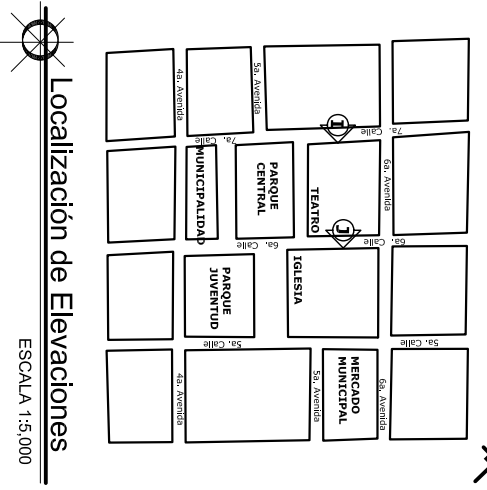 Localización de Elevaciones
ESCALA 1:5,000
4a. Avenida
5a. Avenida
7a. Calle
I
7a. Calle
MUNICIPALIDAD
PARQUE
CENTRAL
TEATRO
6a. Avenida
6a. Calle
J
6a. Calle
PARQUE
JUVENTUD
IGLESIA
5a. Calle
5a. Calle
4a. Avenida
5a. Avenida
MERCADO
MUNICIPAL
6a. Avenida